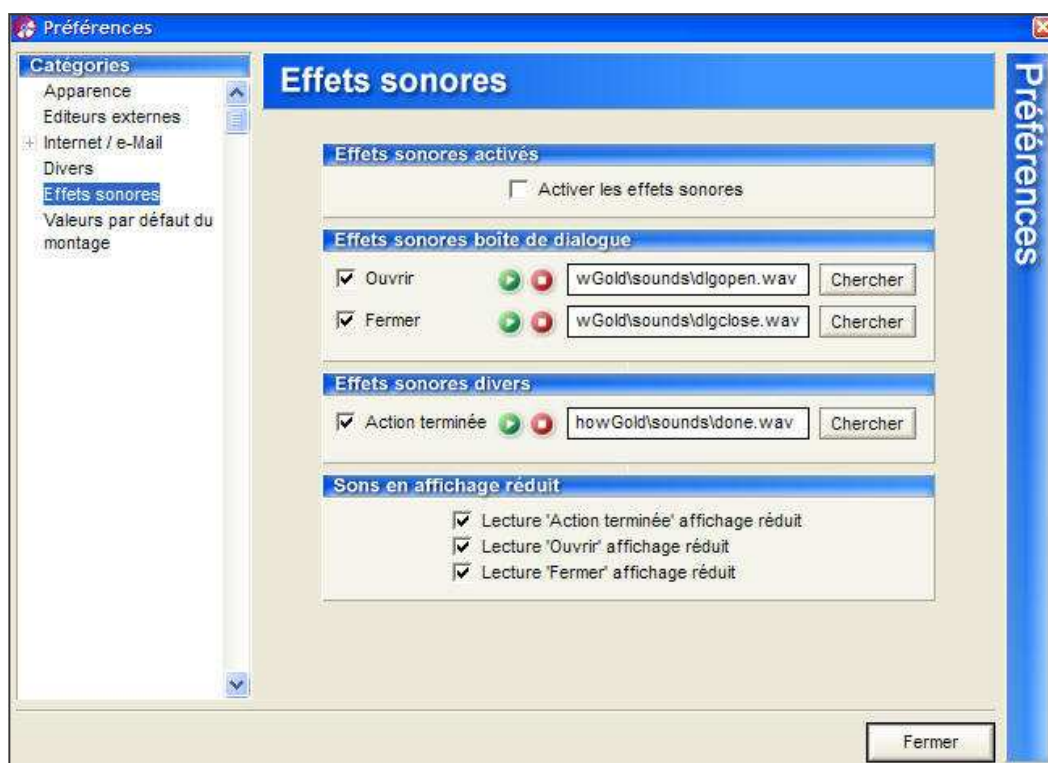 Préférences
Catégories
Apparence
Editeurs externes
Internet / e-Mail
Divers
Effets sonores
Valeurs par défaut du
montage
Effets sonores
Effets sonores activés
Activer les effets sonores
Effets sonores boîte de dialogue
Ouvrir wGold\sounds\dlgopen.wav Chercher
Fermer wGold\sounds\dlgclose.wav Chercher
Effets sonores divers
Action terminée howGold\sounds\done.wav Chercher
Sons en affichage réduit
Lecture 'Action terminée' affichage réduit
Lecture 'Ouvrir' affichage réduit
Lecture 'Fermer' affichage réduit
Préférences
Fermer